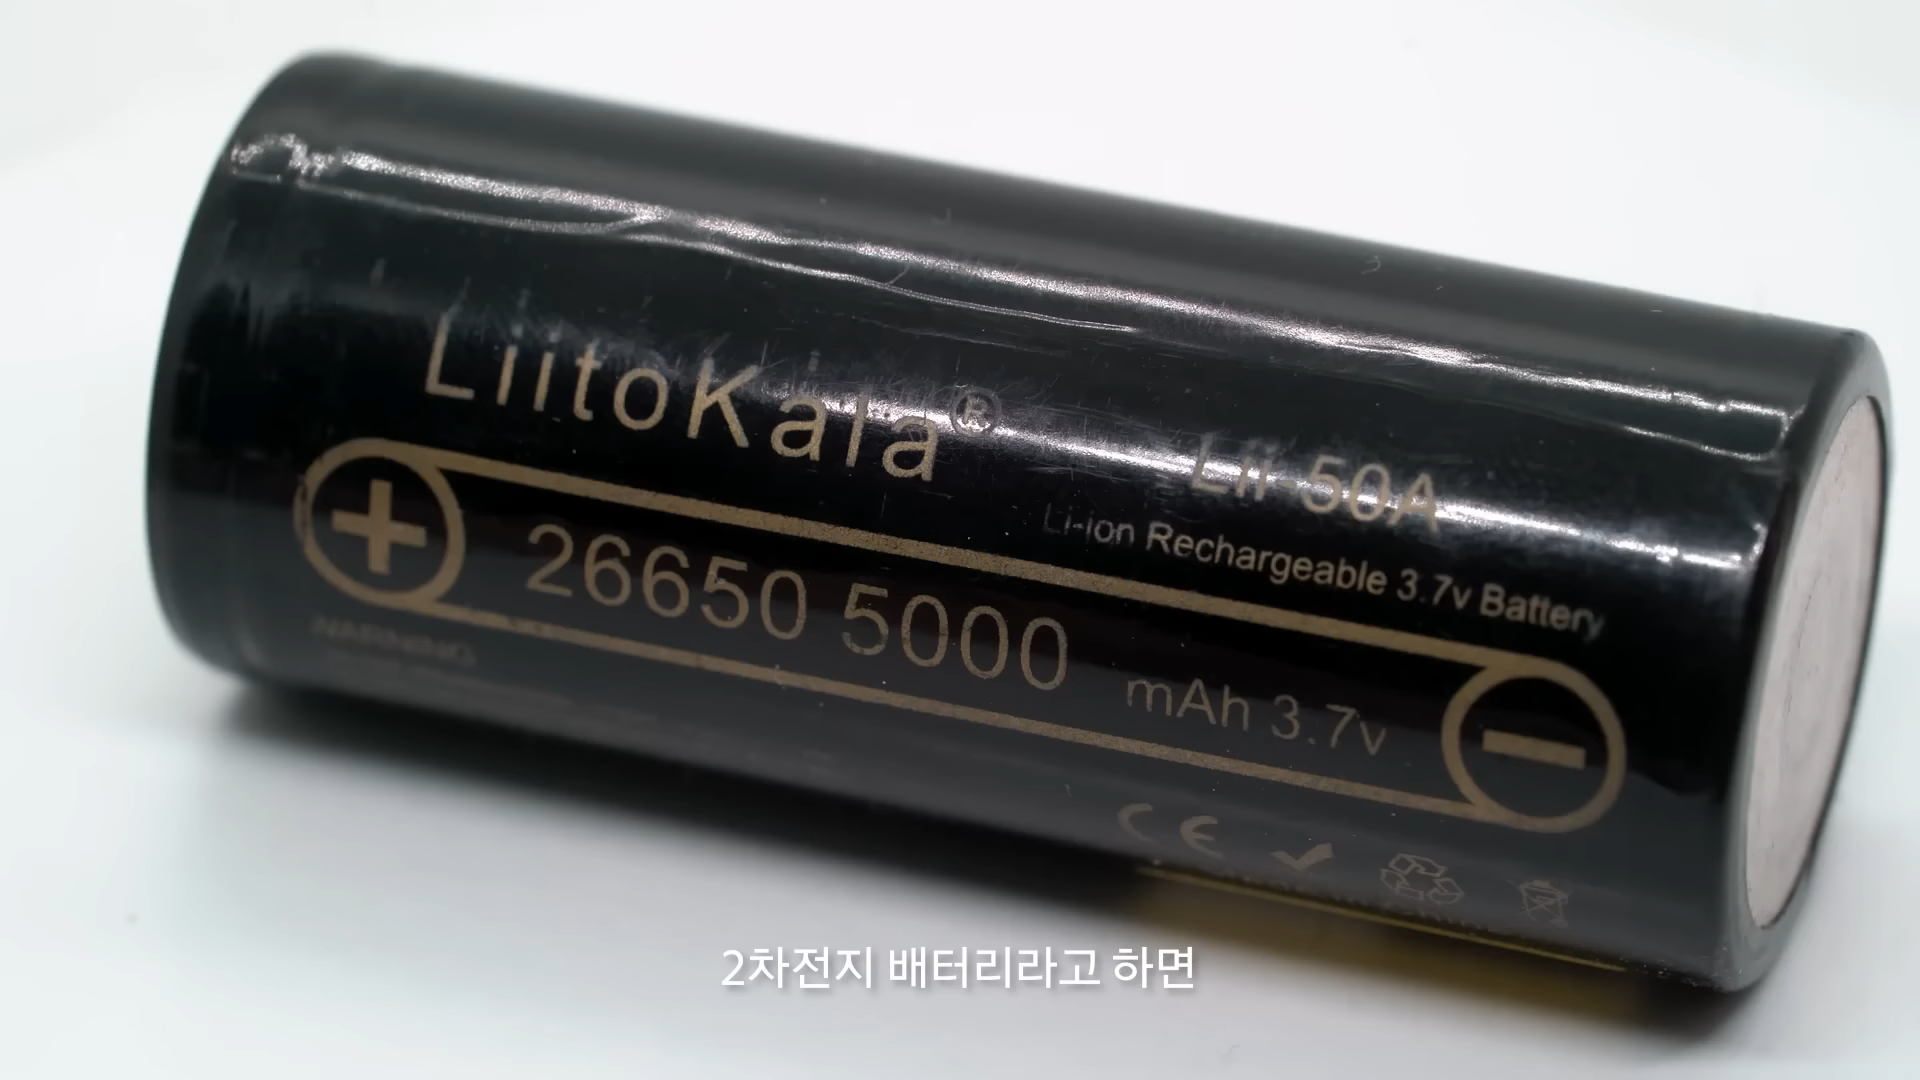 LiitoKala®
Lii-50A
Li-ion Rechargeable 3.7v Battery
+ 26650 5000 mAh 3.7v -
WARNING
CE
2차전지 배터리라고 하면